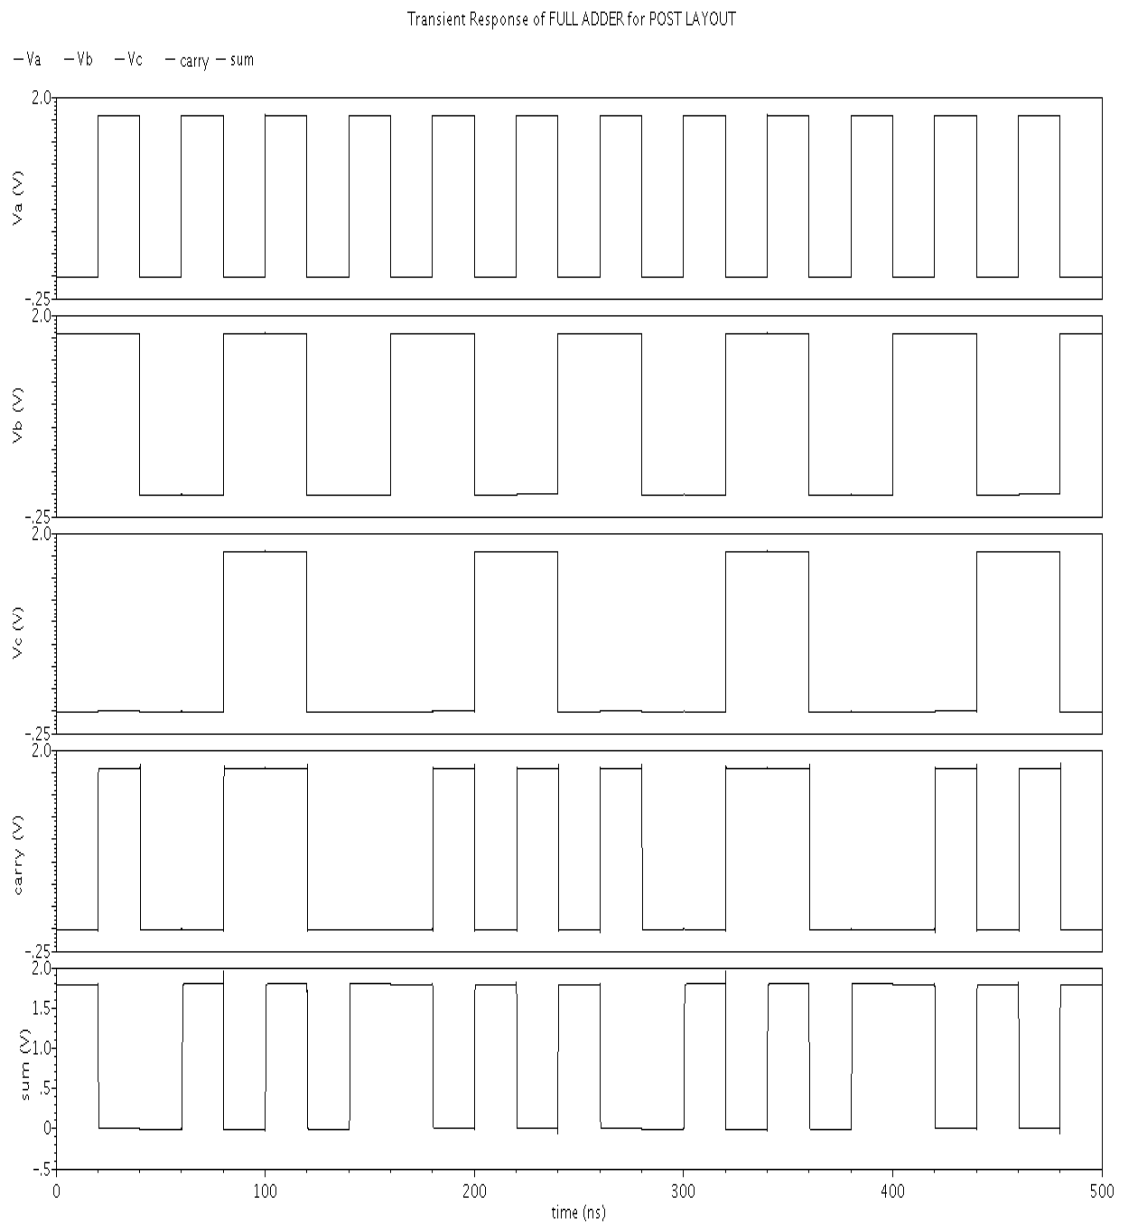 Transient Response of FULL ADDER for POST LAYOUT
Va Vb Vc carry sum
2.0
Va (V)
-.25
2.0
Vb (V)
-.25
2.0
Vc (V)
-.25
2.0
carry (V)
-.25
2.0
1.5
1.0
.5
0
-.5
sum (V)
0 100 200 300 400 500
time (ns)